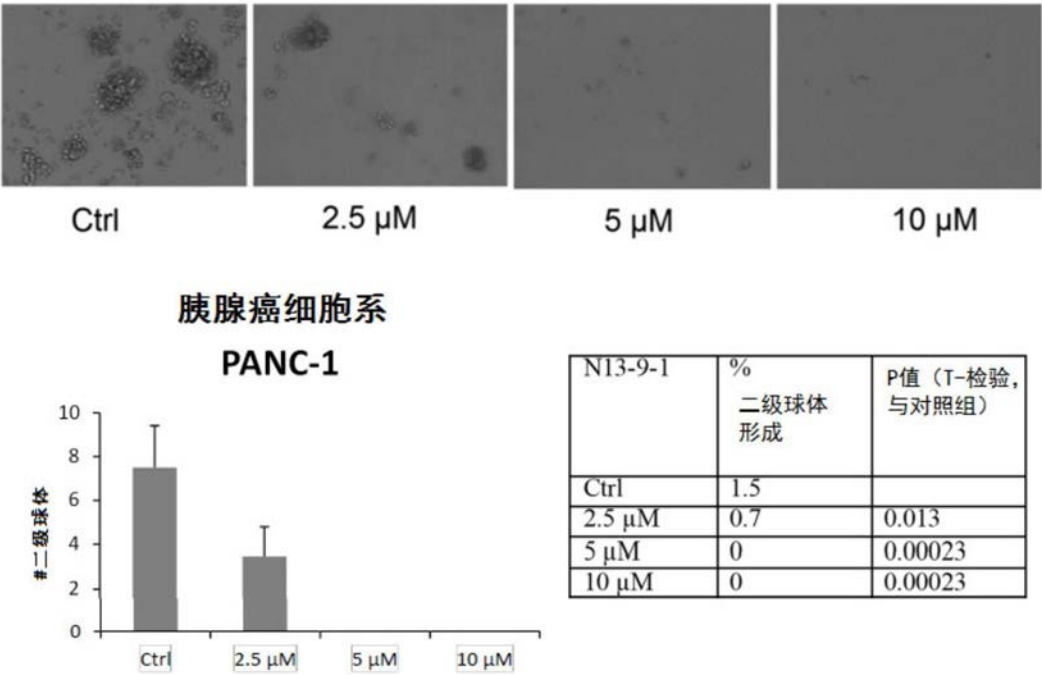 Ctrl
2.5 μM
5 μM
10 μM
胰腺癌细胞系
PANC-1
#二级球体
10
8
6
4
2
0
Ctrl
2.5 μM
5 μM
10 μM
N13-9-1
%
二级球体
形成
P值（T-检验,
与对照组）
Ctrl
1.5
2.5 μM
0.7
0.013
5 μM
0
0.00023
10 μM
0
0.00023